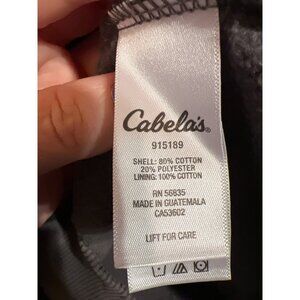 Cabela's®
915189
SHELL: 80% COTTON
20% POLYESTER
LINING: 100% COTTON
RN 56835
MADE IN GUATEMALA
CA53602
LIFT FOR CARE